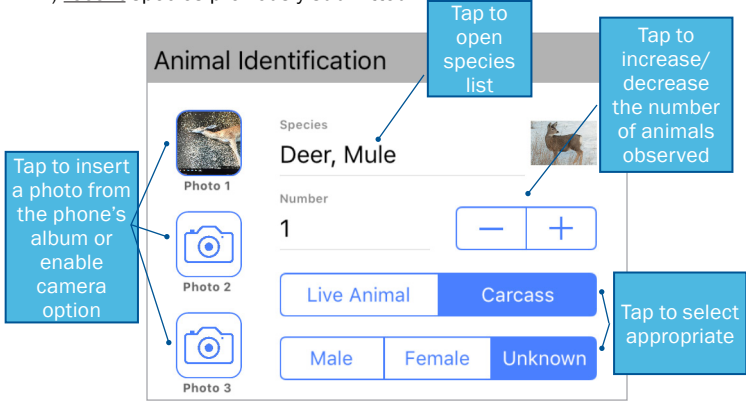 Tap to
open
species
list
Tap to
increase/
decrease
the number
of animals
observed
Animal Identification
Species
Deer, Mule
Photo 1
Number
1
Tap to insert
a photo from
the phone's
album or
enable
camera
option
Photo 2
Live Animal
Carcass
Tap to select
appropriate
Male
Female
Unknown
Photo 3